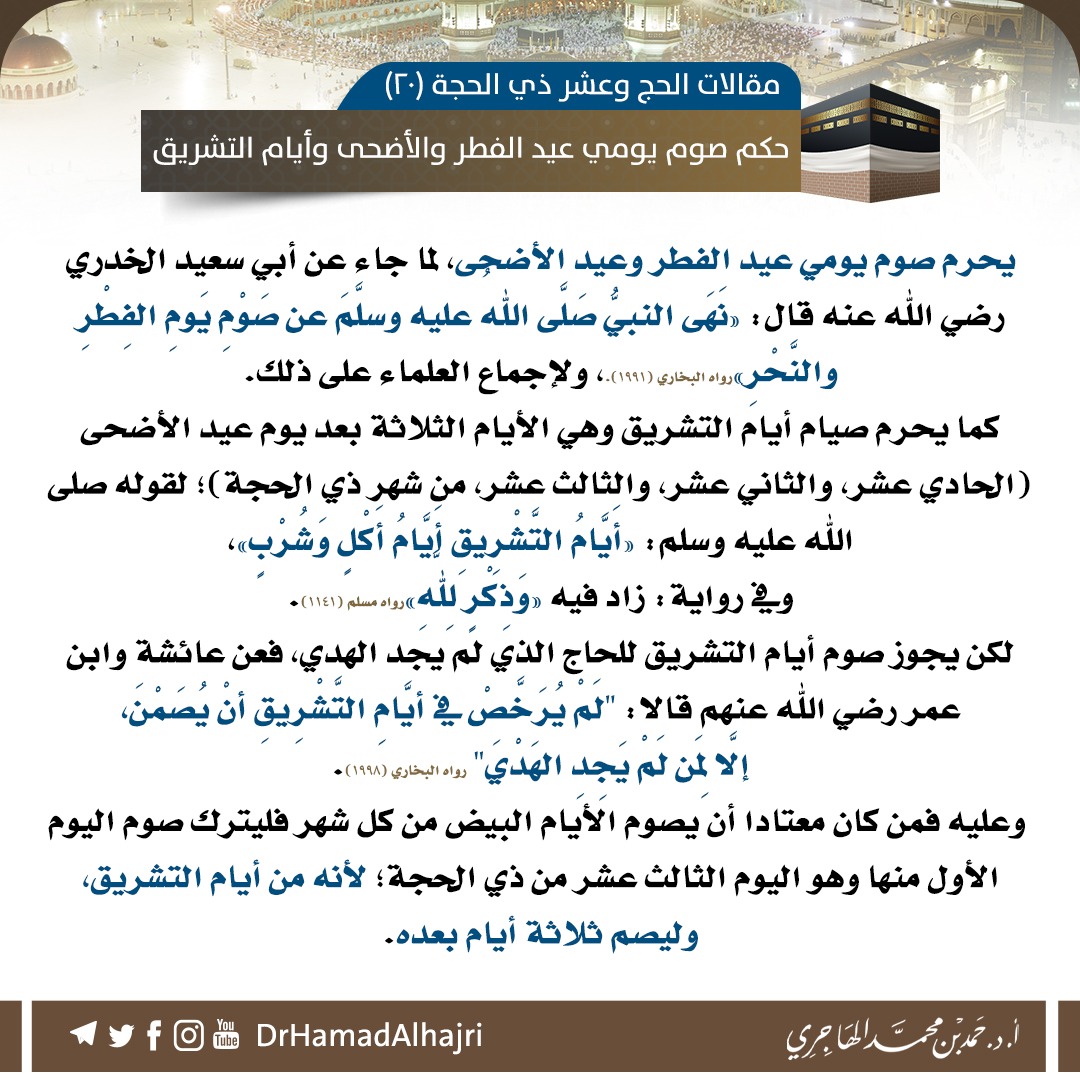 مقالات الحج وعشر ذي الحجة (٢٠)
حكم صوم يومي عيد الفطر والأضحى وأيام التشريق
يحرم صوم يومي عيد الفطر وعيد الأضحى، لما جاء عن أبي سعيد الخدري
رضي الله عنه قال: «نَهَى النبيُّ صَلَّى اللهُ عليه وسلَّمَ عن صَوْمِ يَومِ الفِطْرِ
والنَّحْرِ» رواه البخاري (١٩٩١).، ولإجماع العلماء على ذلك.
كما يحرم صيام أيام التشريق وهي الأيام الثلاثة بعد يوم عيد الأضحى
(الحادي عشر، والثاني عشر، والثالث عشر، من شهر ذي الحجة)؛ لقوله صلى
الله عليه وسلم: «أَيَّامُ التَّشْرِيقِ أَيَّامُ أَكْلٍ وَشُرْبٍ»،
وفي رواية: زاد فيه «وَذِكْرٍ لِلَّهِ» رواه مسلم (١١٤١).
لكن يجوز صوم أيام التشريق للحاج الذي لم يجد الهدي، فعن عائشة وابن
عمر رضي الله عنهم قالا: "لَمْ يُرَخَّصْ في أيَّامِ التَّشْرِيقِ أنْ يُصَمْنَ،
إلَّا لِمَن لَمْ يَجِدِ الهَدْيَ" رواه البخاري (١٩٩٨).
وعليه فمن كان معتادا أن يصوم الأيام البيض من كل شهر فليترك صوم اليوم
الأول منها وهو اليوم الثالث عشر من ذي الحجة؛ لأنه من أيام التشريق،
وليصم ثلاثة أيام بعده.
أ.د. حمد بن محمد الهاجري
You Tube DrHamadAlhajri